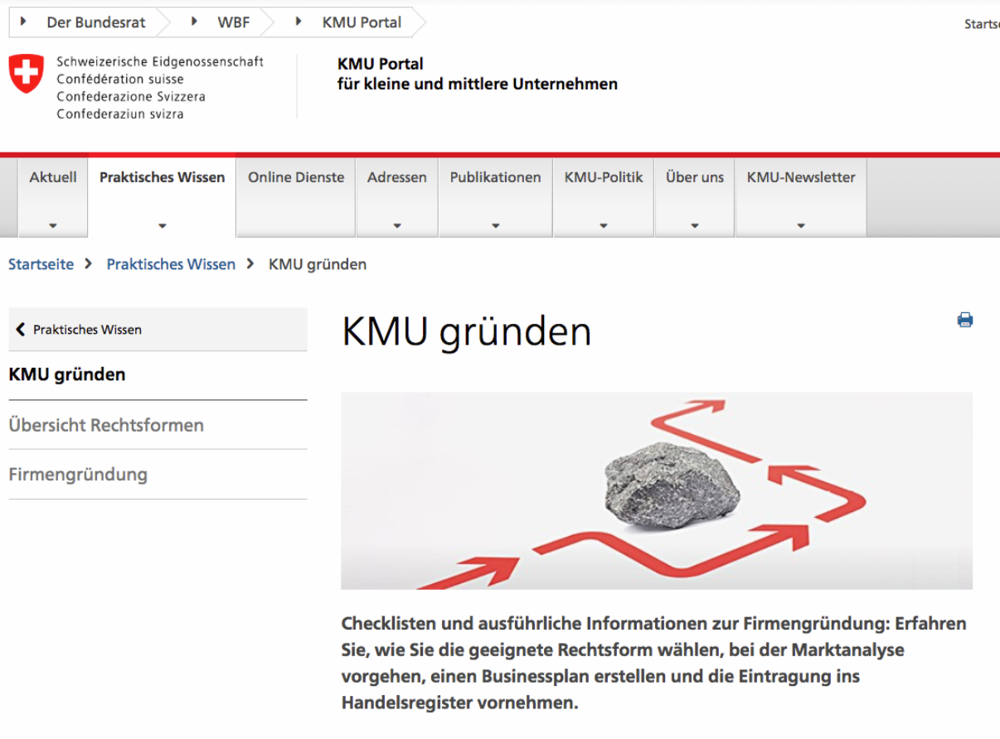 Der Bundesrat
WBF
KMU Portal
Schweizerische Eidgenossenschaft
Confédération suisse
Confederazione Svizzera
Confederaziun svizra
KMU Portal
für kleine und mittlere Unternehmen
Aktuell
Praktisches Wissen
Online Dienste
Adressen
Publikationen
KMU-Politik
Über uns
KMU-Newsletter
Startseite
Praktisches Wissen
KMU gründen
Praktisches Wissen
KMU gründen
Übersicht Rechtsformen
Firmengründung
KMU gründen
Checklisten und ausführliche Informationen zur Firmengründung: Erfahren
Sie, wie Sie die geeignete Rechtsform wählen, bei der Marktanalyse
vorgehen, einen Businessplan erstellen und die Eintragung ins
Handelsregister vornehmen.